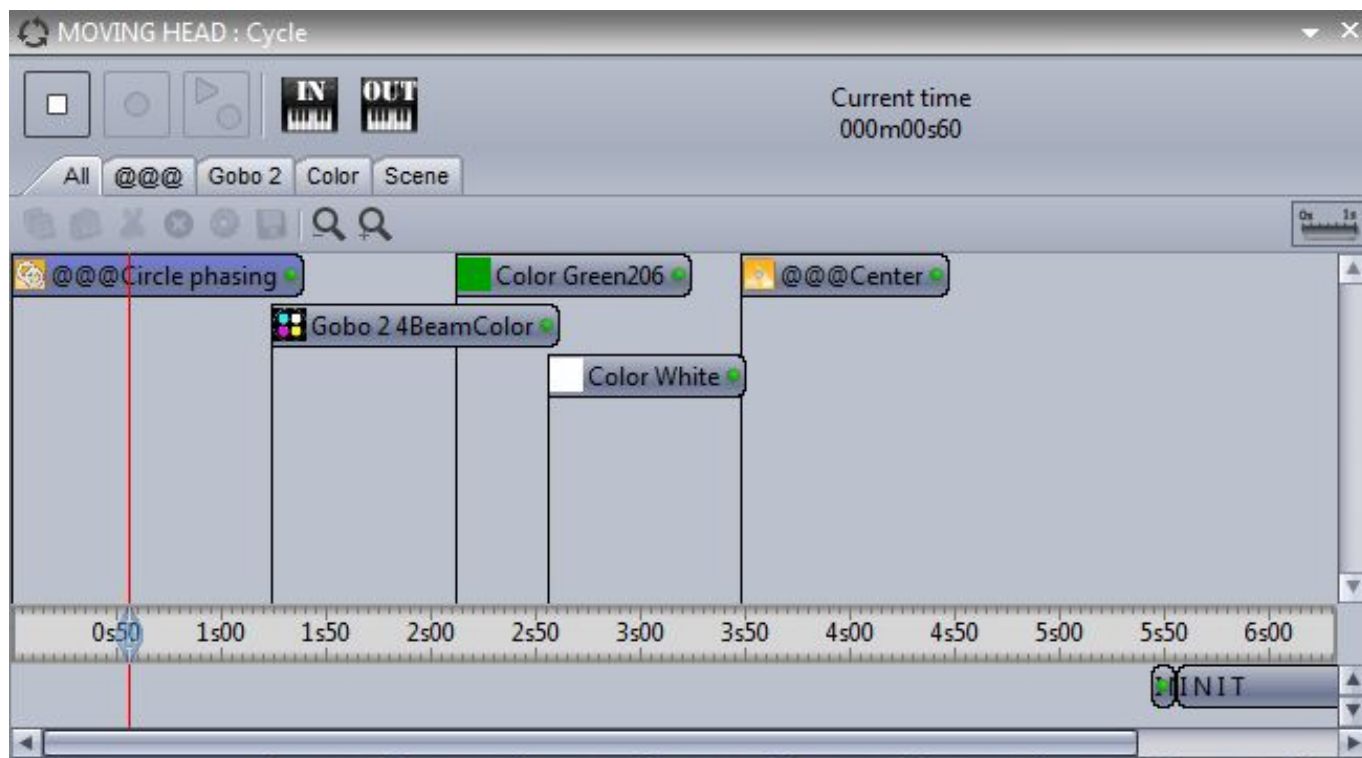 MOVING HEAD : Cycle
IN OUT
Current time
000m00s60
All @@@ Gobo 2 Color Scene
0s 1s
@@@Circle phasing Color Green206 @@@Center
Gobo 2 4BeamColor
Color White
0s50 1s00 1s50 2s00 2s50 3s00 3s50 4s00 4s50 5s00 5s50 6s00
INIT